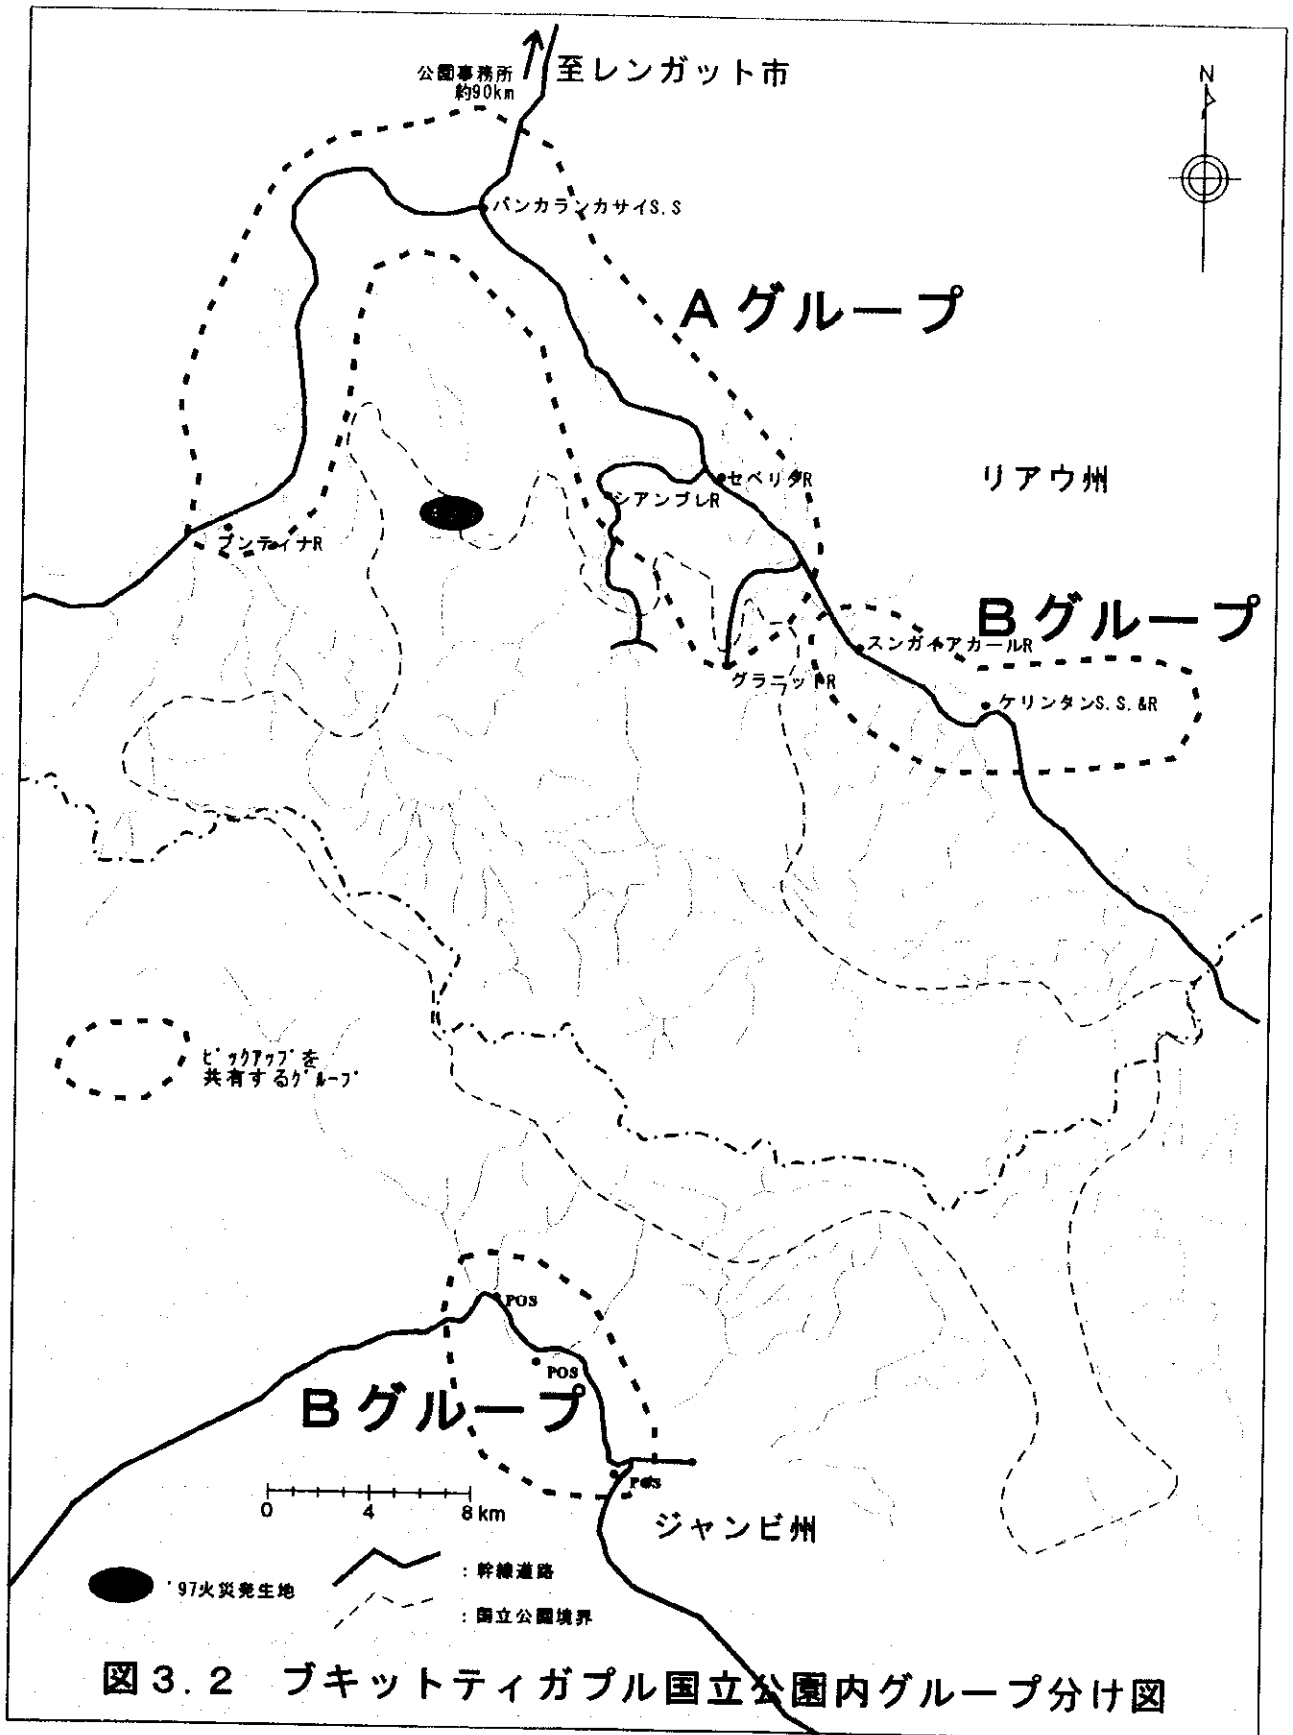 公園事務所
約90km
至レンガット市
N
パンカランカサイS.S
Aグループ
リアウ州
セベリダR
シアンブレR
プンティナR
Bグループ
スンガイアカールR
グラニットR
ケリンタンS.S.&R
ピックアップを
共有するグループ
POS
POS
Bグループ
POS
0 4 8 km
ジャンビ州
'97火災発生地
:幹線道路
:国立公園境界
図3.2 ブキットティガプル国立公園内グループ分け図